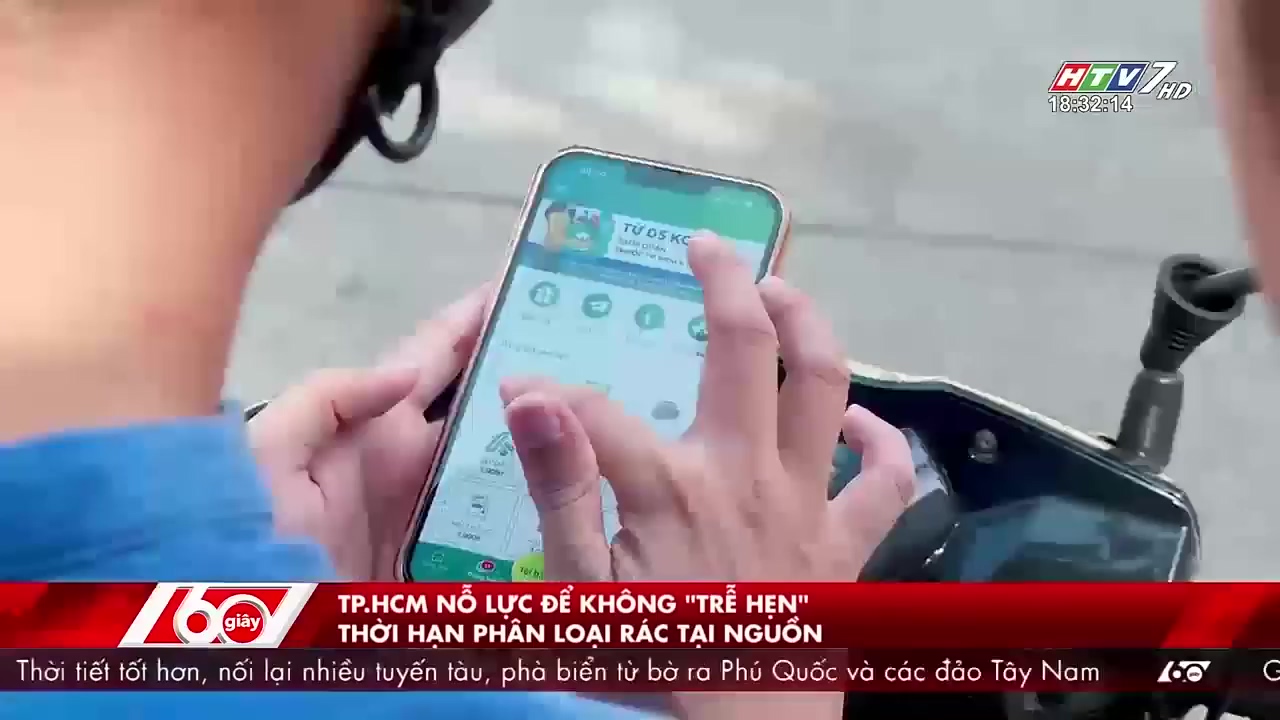 HTV7 HD
18:32:14
TỪ 05 KG
60 giây
TP.HCM NỖ LỰC ĐỂ KHÔNG "TRỄ HẸN"
THỜI HẠN PHÂN LOẠI RÁC TẠI NGUỒN
Thời tiết tốt hơn, nối lại nhiều tuyến tàu, phà biển từ bờ ra Phú Quốc và các đảo Tây Nam
60
G